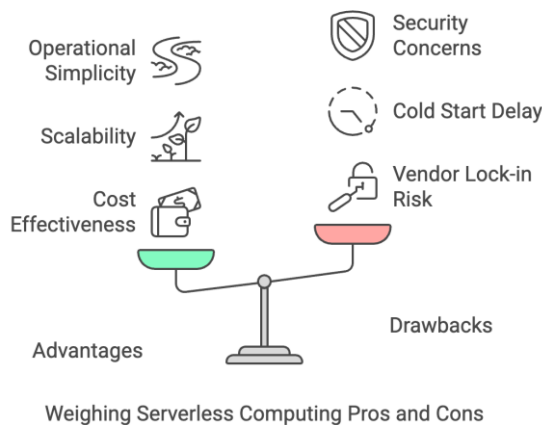 Operational
Simplicity
Scalability
Cost
Effectiveness
Security
Concerns
Cold Start Delay
Vendor Lock-in
Risk
Advantages
Drawbacks
Weighing Serverless Computing Pros and Cons